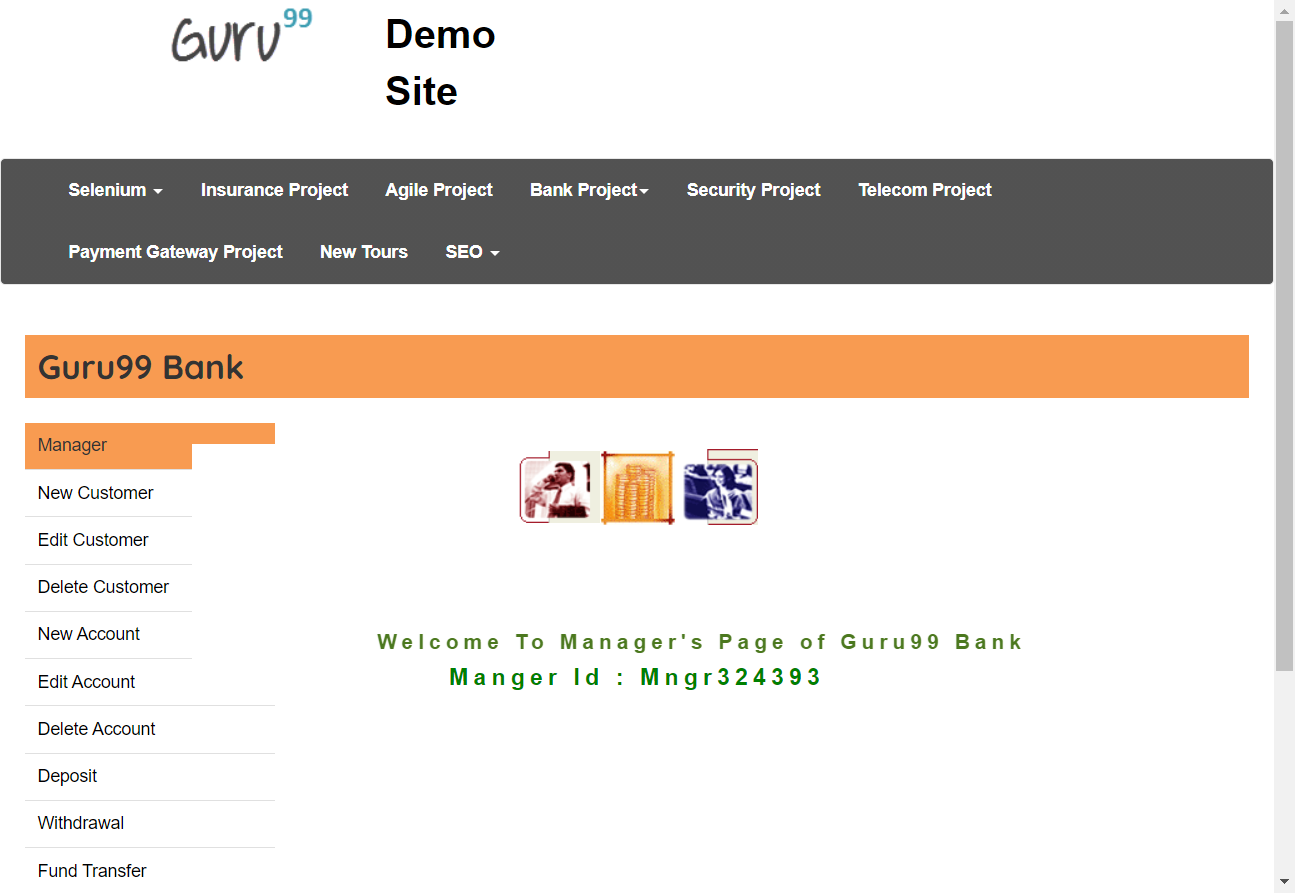 Guru99
Demo
Site
Selenium Insurance Project Agile Project Bank Project Security Project Telecom Project
Payment Gateway Project New Tours SEO
Guru99 Bank
Manager
New Customer
Edit Customer
Delete Customer
New Account
Edit Account
Delete Account
Deposit
Withdrawal
Fund Transfer
Welcome To Manager's Page of Guru99 Bank
Manger Id : Mngr324393